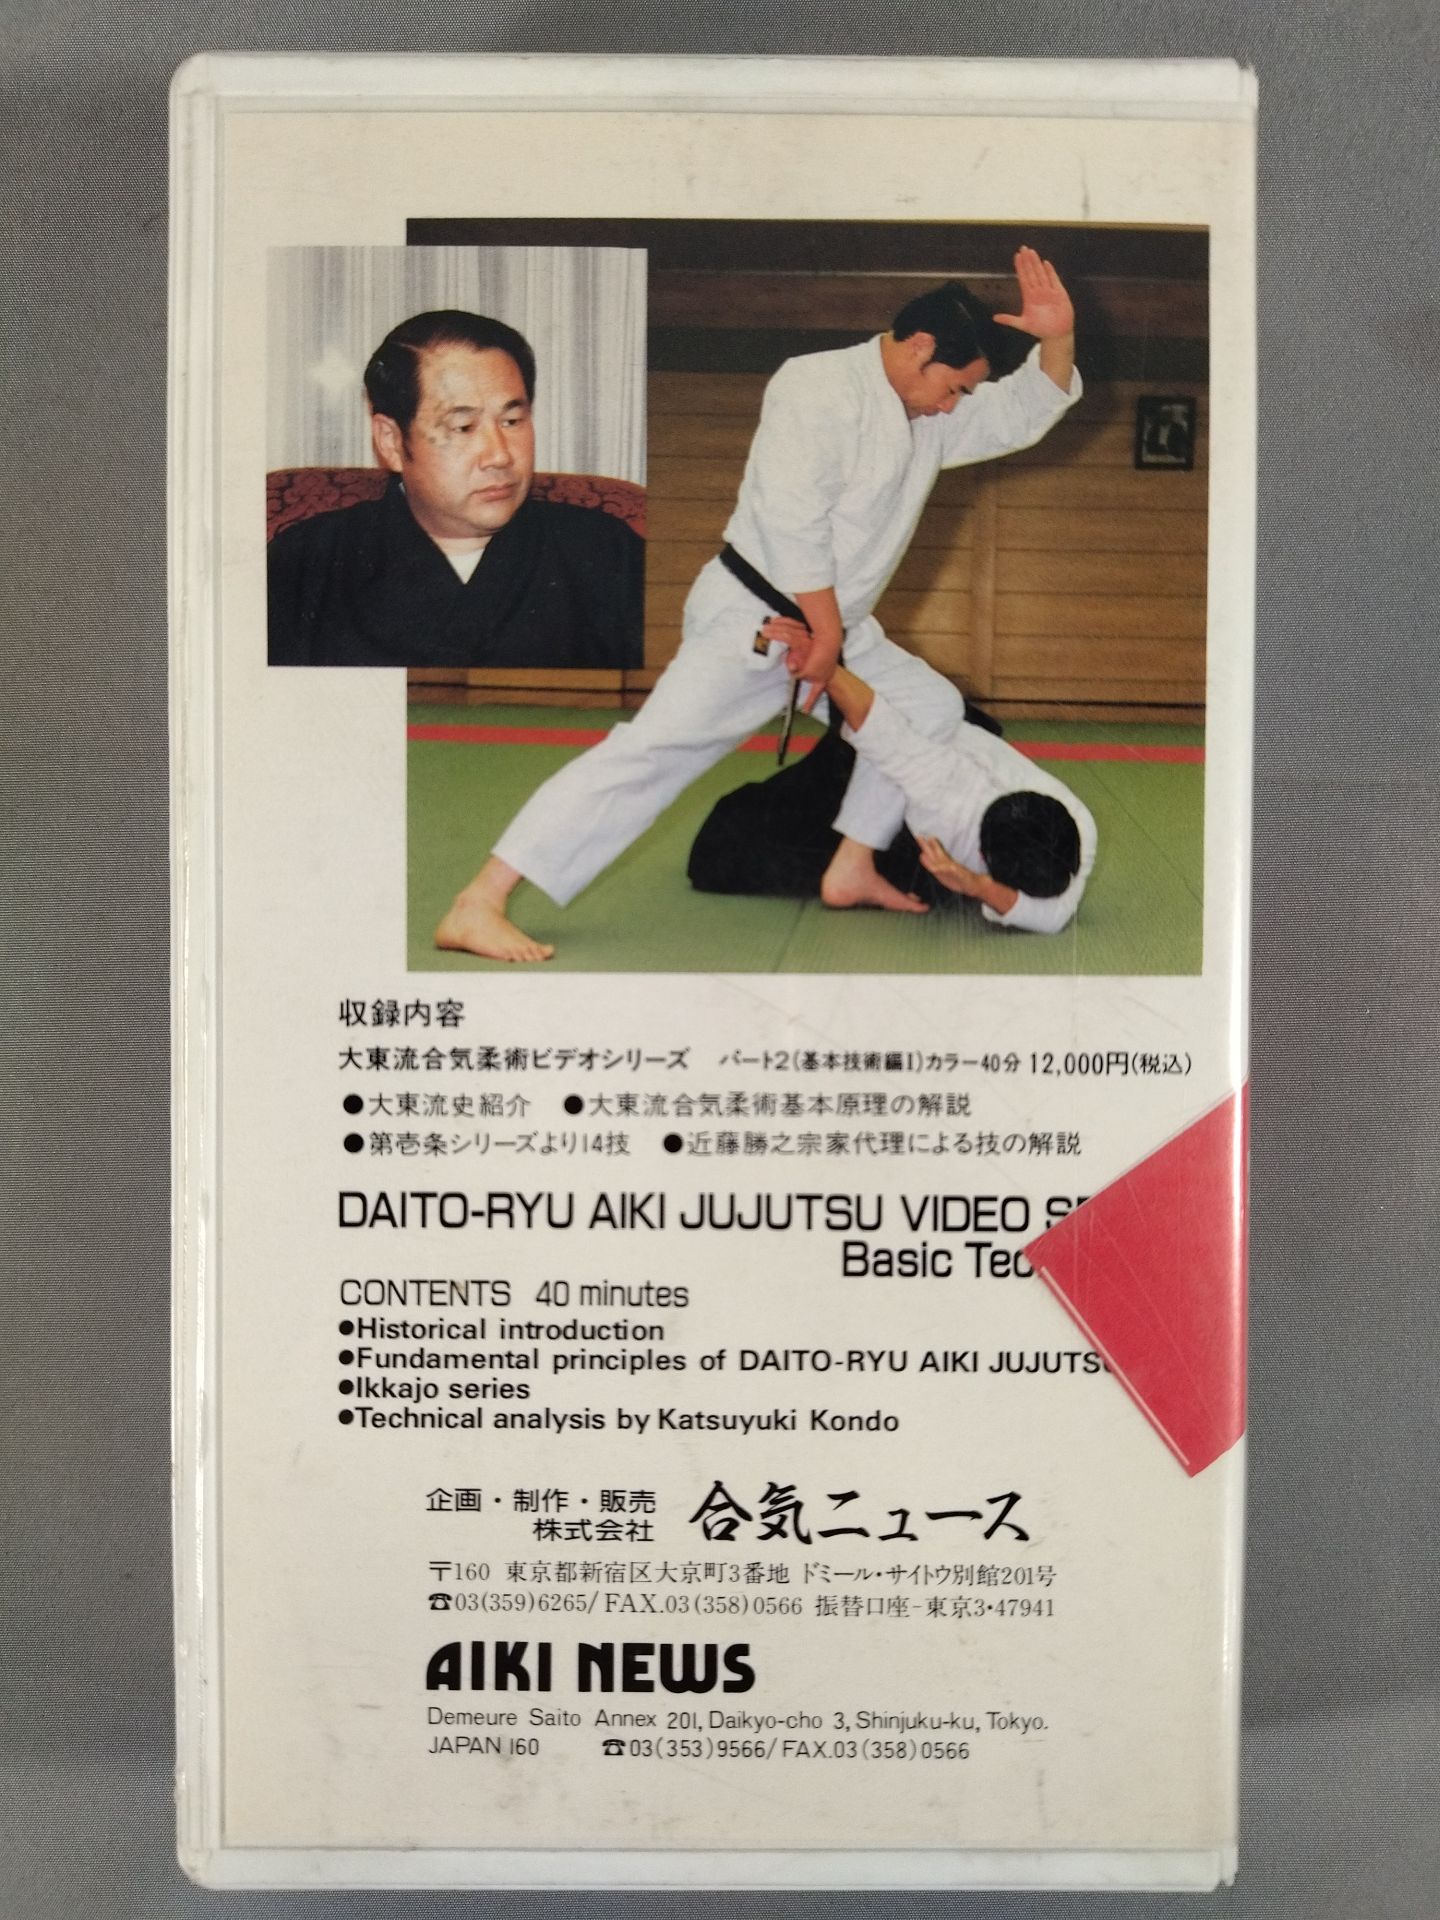 収録内容
大東流合気柔術ビデオシリーズ パート2(基本技術編I)カラー40分 12,000円(税込)
●大東流史紹介 ●大東流合気柔術基本原理の解説
●第壱条シリーズより14技 ●近藤勝之宗家代理による技の解説
DAITO-RYU AIKI JUJUTSU VIDEO
Basic
CONTENTS 40 minutes
●Historical introduction
●Fundamental principles of DAITO-RYU AIKI JUJUTSU
●Ikkajo series
●Technical analysis by Katsuyuki Kondo
企画・制作・販売
株式会社 合気ニュース
〒160 東京都新宿区大京町3番地 ドミール・サイトウ別館201号
☎03(359)6265/FAX.03(358)0566 振替口座-東京3・47941
AIKI NEWS
Demeure Saito Annex 201, Daikyo-cho 3, Shinjuku-ku, Tokyo.
JAPAN 160 ☎03(353)9566/FAX.03(358)0566